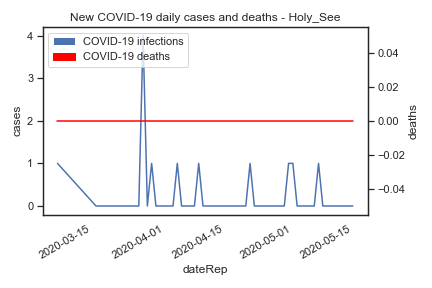 New COVID-19 daily cases and deaths - Holy_See
COVID-19 infections
COVID-19 deaths
4
3
2
1
0
cases
0.04
0.02
0.00
−0.02
−0.04
deaths
2020-03-15
2020-04-01
2020-04-15
2020-05-01
2020-05-15
dateRep